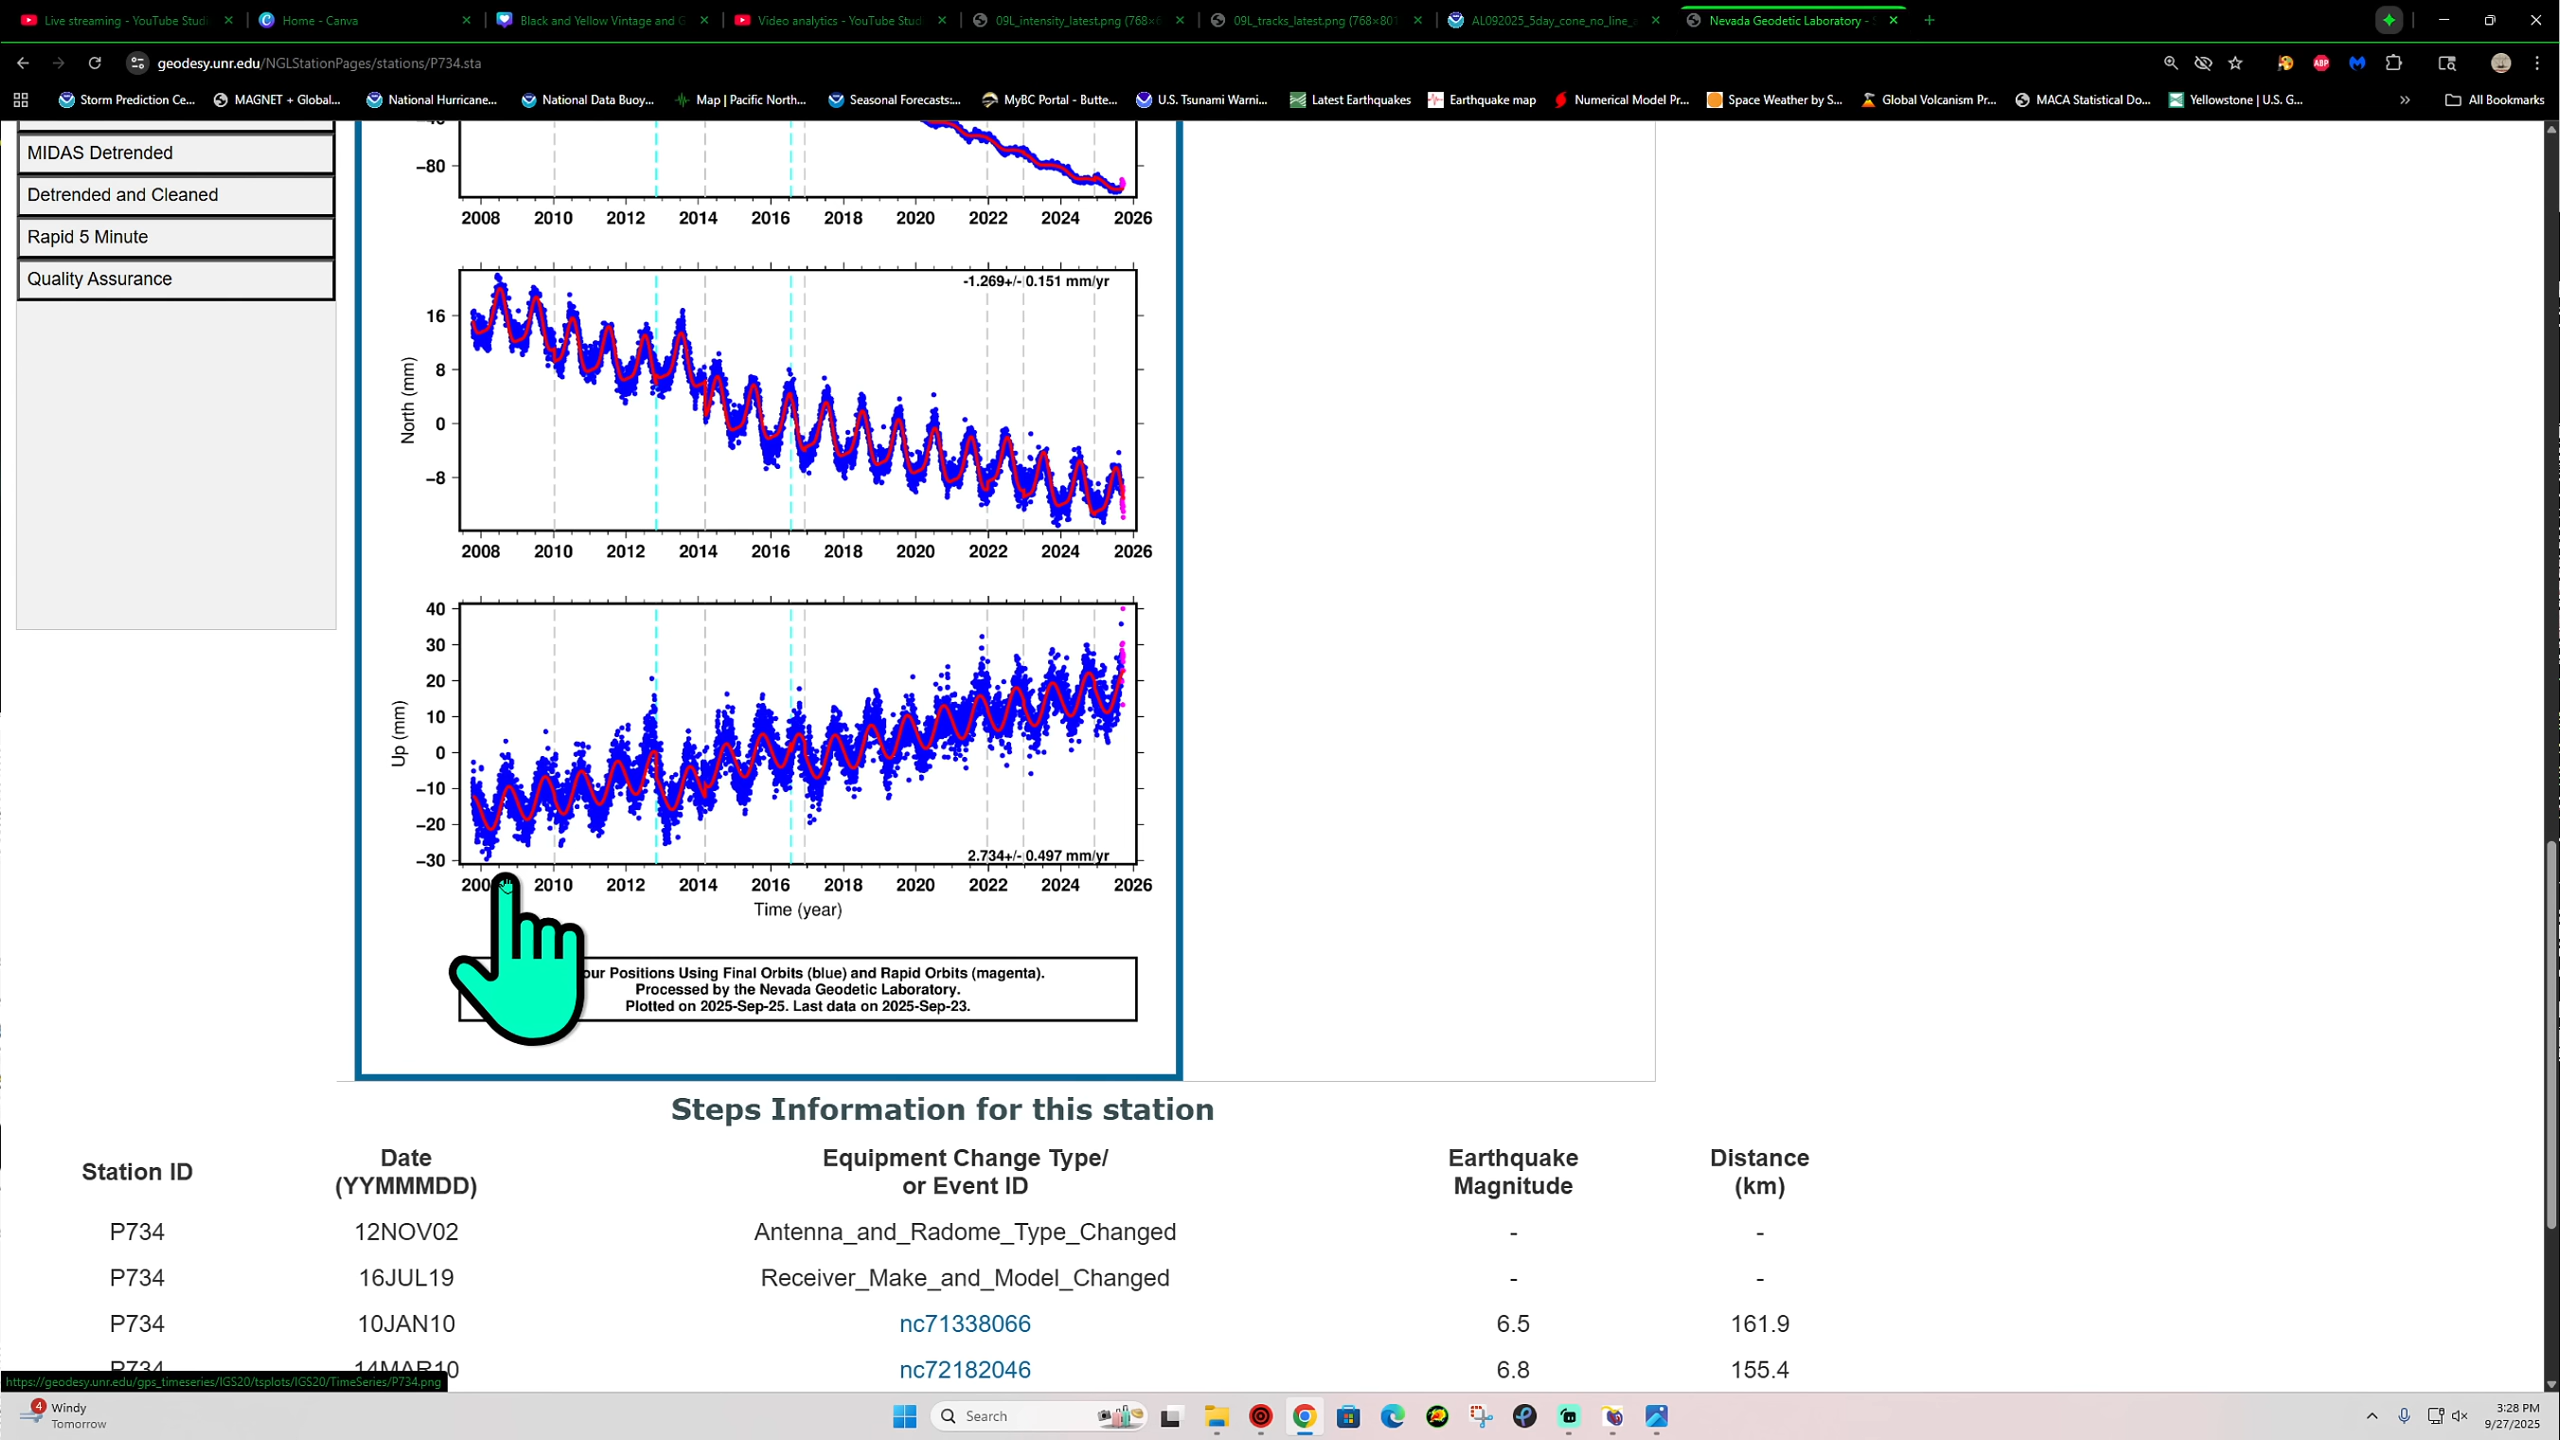 Live streaming - YouTube Studi
Home - Canva
Black and Yellow Vintage and G
Video analytics - YouTube Stud
09L_intensity_latest.png (768×6
09L_tracks_latest.png (768×801
AL092025_5day_cone_no_line_
Nevada Geodetic Laboratory -
geodesy.unr.edu/NGLStationPages/stations/P734.sta
Storm Prediction Ce...
MAGNET + Global...
National Hurricane...
National Data Buoy...
Map | Pacific North...
Seasonal Forecasts:...
MyBC Portal - Butte...
U.S. Tsunami Warni...
Latest Earthquakes
Earthquake map
Numerical Model Pr...
Space Weather by S...
Global Volcanism Pr...
MACA Statistical Do...
Yellowstone | U.S. G...
All Bookmarks
MIDAS Detrended
Detrended and Cleaned
Rapid 5 Minute
Quality Assurance
−80
2008 2010 2012 2014 2016 2018 2020 2022 2024 2026
-1.269+/- 0.151 mm/yr
16
8
0
−8
North (mm)
2008 2010 2012 2014 2016 2018 2020 2022 2024 2026
40
30
20
10
0
−10
−20
−30
Up (mm)
2.734+/- 0.497 mm/yr
2010 2012 2014 2016 2018 2020 2022 2024 2026
Time (year)
our Positions Using Final Orbits (blue) and Rapid Orbits (magenta).
Processed by the Nevada Geodetic Laboratory.
Plotted on 2025-Sep-25. Last data on 2025-Sep-23.
Steps Information for this station
Station ID
Date
(YYMMMDD)
Equipment Change Type/
or Event ID
Earthquake
Magnitude
Distance
(km)
P734 12NOV02 Antenna_and_Radome_Type_Changed - -
P734 16JUL19 Receiver_Make_and_Model_Changed - -
P734 10JAN10 nc71338066 6.5 161.9
P734 14MAR10 nc72182046 6.8 155.4
https://geodesy.unr.edu/gps_timeseries/IGS20/tsplots/IGS20/TimeSeries/P734.png
4
Windy
Tomorrow
Search
3:28 PM
9/27/2025